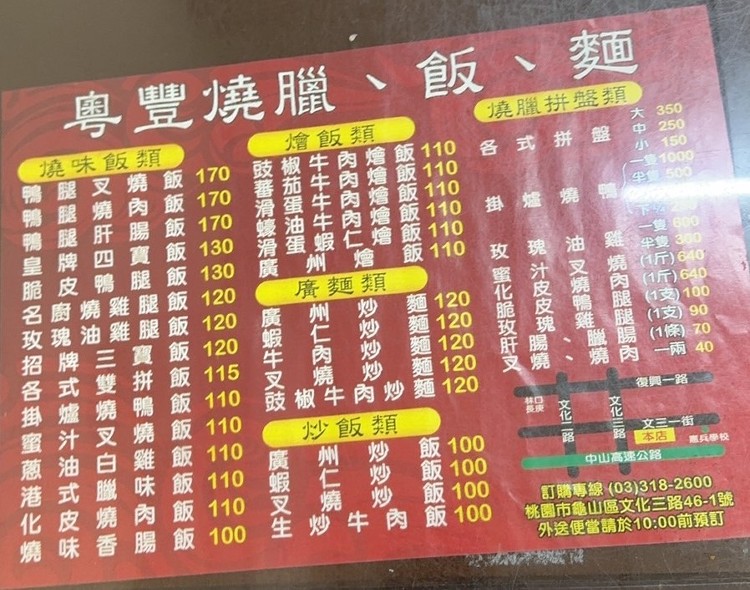 粵豐燒臘、飯、麵
燒味飯類
鴨腿叉燒飯 170
鴨腿燒肉飯 170
鴨腿肝腸飯 170
皇牌四寶飯 130
脆皮鴨腿飯 130
名廚燒雞腿飯 120
玫瑰油雞腿飯 120
招牌三寶飯 120
各式雙拼飯 115
掛爐燒鴨飯 110
蜜汁叉燒飯 110
蔥油白雞飯 110
港式臘味飯 110
化皮燒肉飯 110
燒味香腸飯 100
燴飯類
豉椒牛肉燴飯 110
蕃茄牛肉燴飯 110
滑蛋牛肉燴飯 110
蠔油牛肉燴飯 110
滑蛋蝦仁燴飯 110
廣州燴飯 110
廣麵類
廣州炒麵 120
蝦仁炒麵 120
牛肉炒麵 120
叉燒炒麵 120
豉椒牛肉炒麵 120
炒飯類
廣州炒飯 100
蝦仁炒飯 100
叉燒炒飯 100
生炒牛肉飯 100
燒臘拼盤類
各式拼盤 大 350
中 250
小 150
掛爐燒鴨 一隻 1000
半隻 500
下
玫瑰油雞 一隻 600
半隻
蜜汁叉燒 (1斤) 640
化皮燒肉 (1斤) 640
脆皮鴨腿 (1支) 100
玫瑰雞腿 (1支) 90
肝腸、臘腸 (1條) 70
叉燒、燒肉 一兩 40
復興一路
林口長庚
文化二路
文化三路
文三一街
本店
憲兵學校
中山高速公路
訂購專線 (03)318-2600
桃園市龜山區文化三路46-1號
外送便當請於10:00前預訂